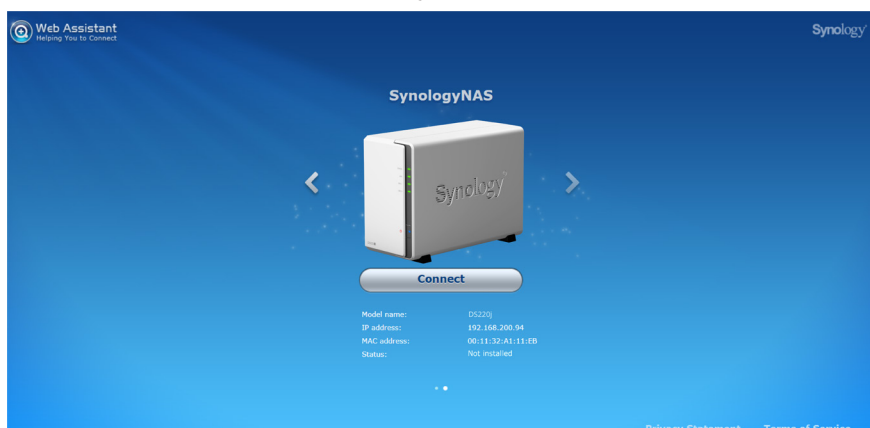 Web Assistant
Helping You to Connect
Synology
SynologyNAS
Synology
Connect
Model name: DS220j
IP address: 192.168.200.94
MAC address: 00:11:32:A1:11:EB
Status: Not installed
Privacy Statement Terms of Service